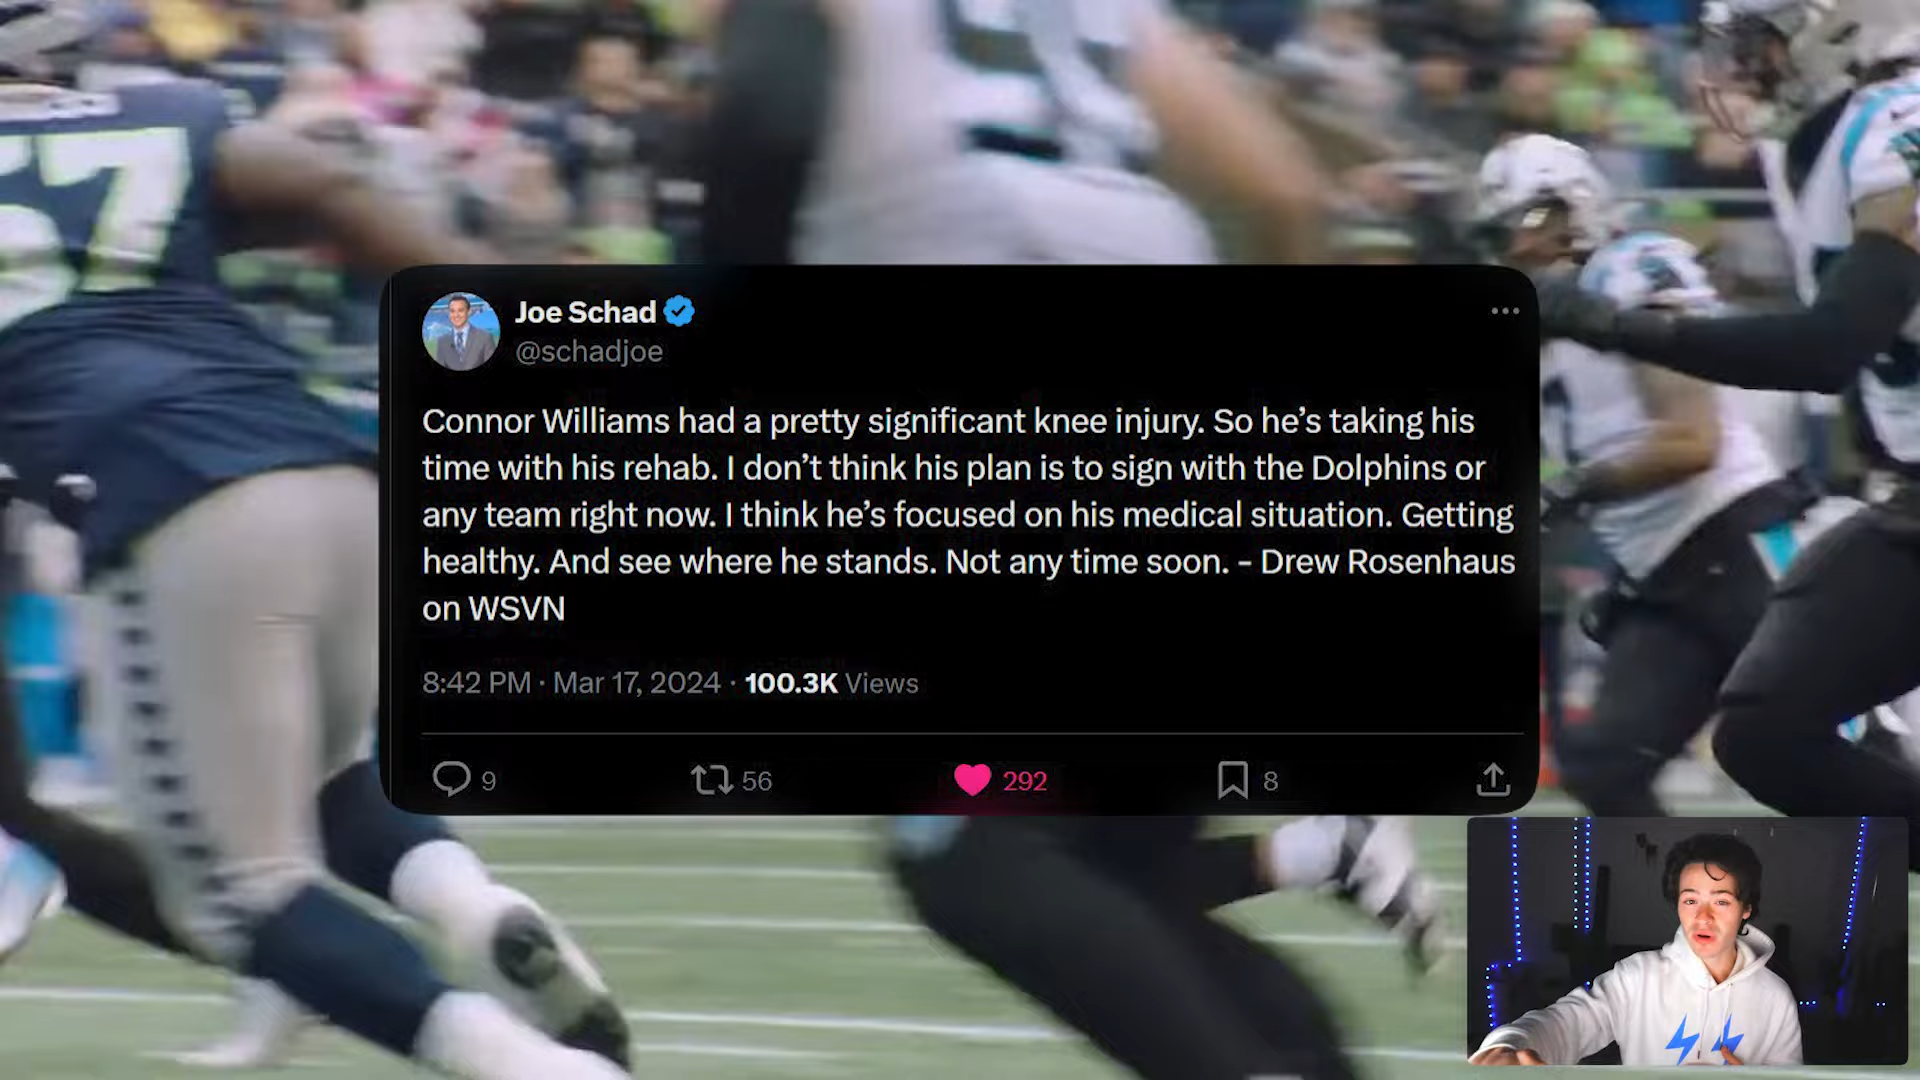 57
Joe Schad
@schadjoe
Connor Williams had a pretty significant knee injury. So he’s taking his
time with his rehab. I don’t think his plan is to sign with the Dolphins or
any team right now. I think he’s focused on his medical situation. Getting
healthy. And see where he stands. Not any time soon. - Drew Rosenhaus
on WSVN
8:42 PM · Mar 17, 2024 · 100.3K Views
9 56 292 8